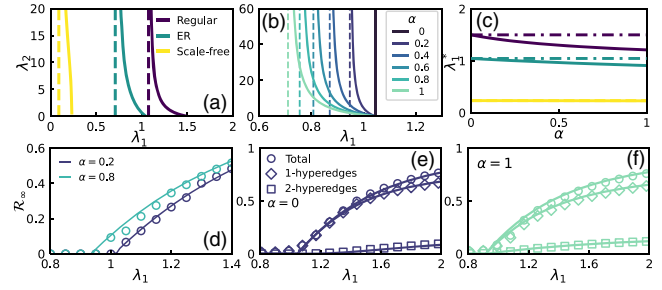 20
15
10
5
0
λ₂
Regular
ER
Scale-free
(a)
0
0.5
1
1.5
2
λ₁
60
40
20
0
(b)
α
0
0.2
0.4
0.6
0.8
1
0.6
0.8
1
1.2
λ₁
2
1
0
λ₁*
(c)
0
1
α
0.6
0.4
0.2
0
ℛ∞
α = 0.2
α = 0.8
(d)
0.8
1
1.2
1.4
λ₁
1
0.5
0
Total
1-hyperedges
2-hyperedges
α=0
(e)
0.8
1.2
1.6
2
λ₁
1
0.5
0
α = 1
(f)
0.8
1.2
1.6
2
λ₁